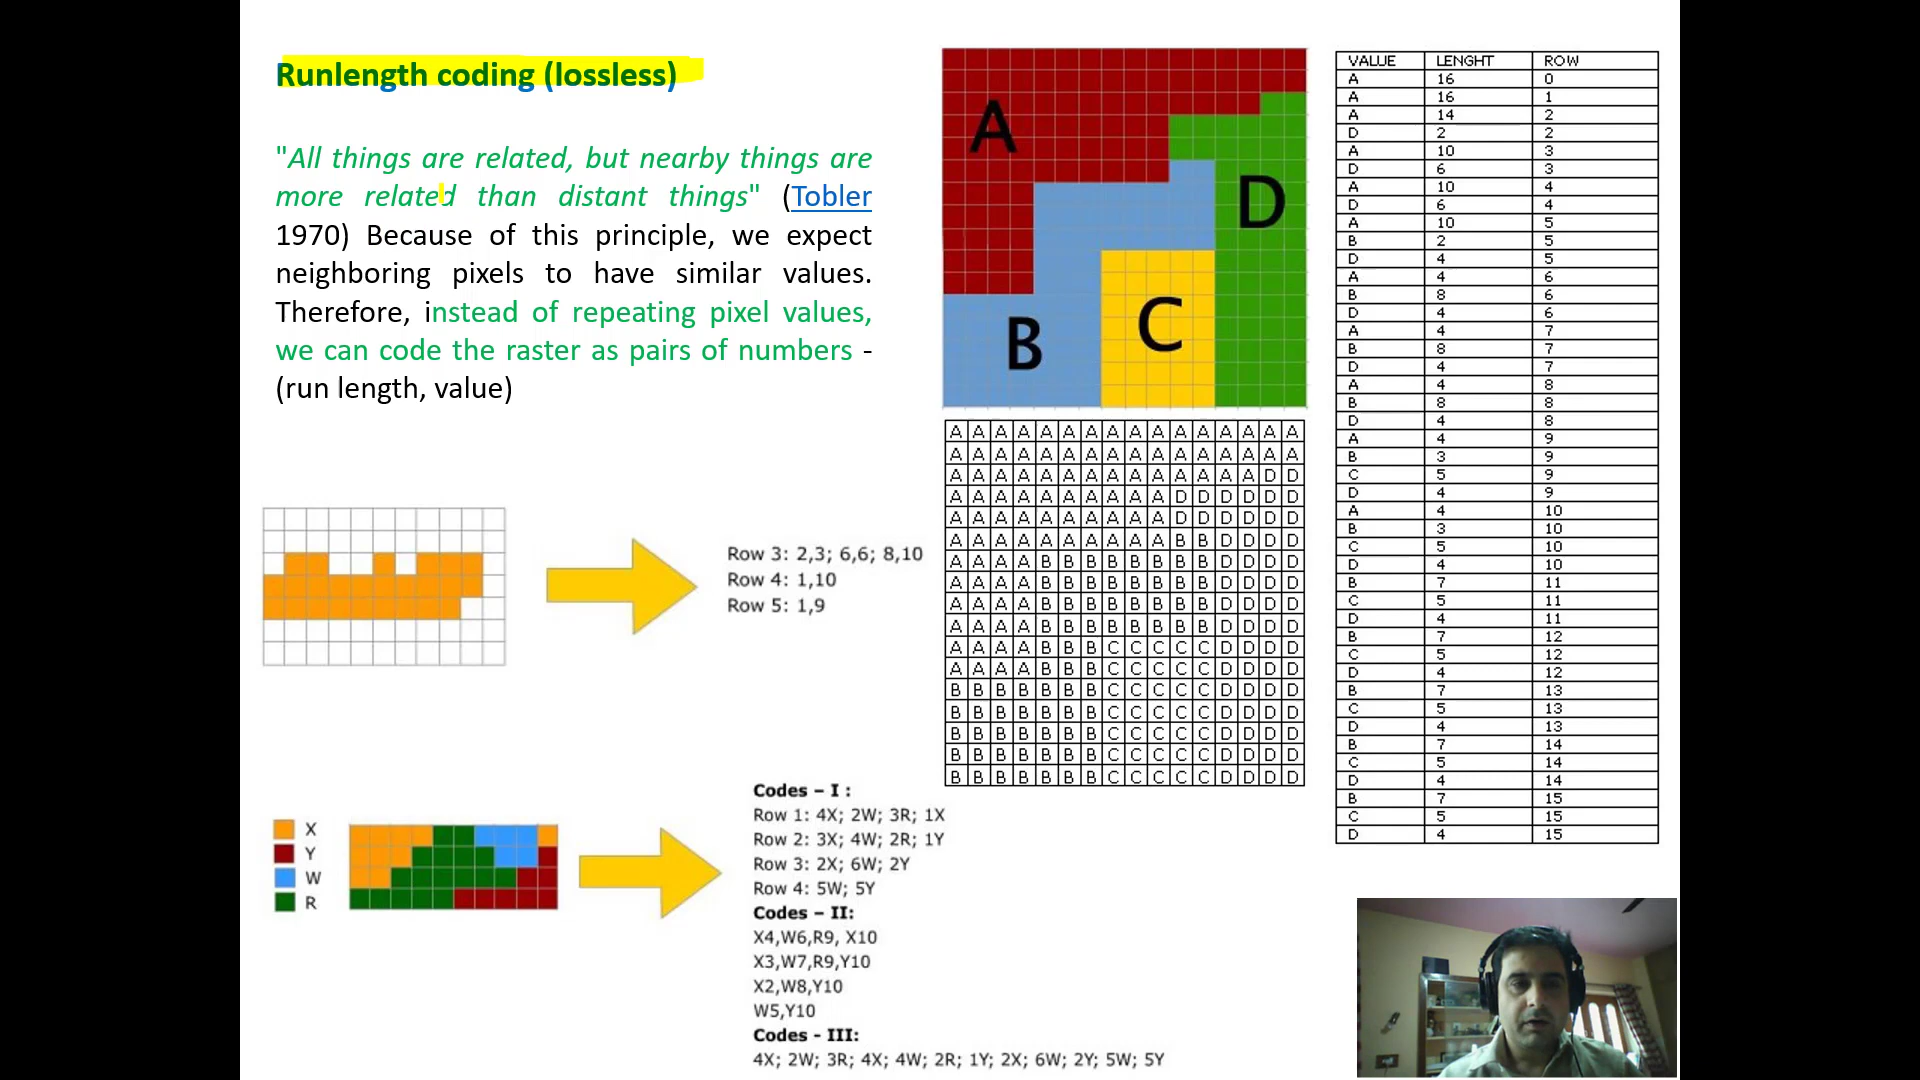 Runlength coding (lossless)
"All things are related, but nearby things are
more related than distant things" (Tobler
1970) Because of this principle, we expect
neighboring pixels to have similar values.
Therefore, instead of repeating pixel values,
we can code the raster as pairs of numbers -
(run length, value)
Row 3: 2,3; 6,6; 8,10
Row 4: 1,10
Row 5: 1,9
X
Y
W
R
Codes – I :
Row 1: 4X; 2W; 3R; 1X
Row 2: 3X; 4W; 2R; 1Y
Row 3: 2X; 6W; 2Y
Row 4: 5W; 5Y
Codes – II:
X4,W6,R9, X10
X3,W7,R9,Y10
X2,W8,Y10
W5,Y10
Codes - III:
4X; 2W; 3R; 4X; 4W; 2R; 1Y; 2X; 6W; 2Y; 5W; 5Y
A
D
C
B
A A A A A A A A A A A A A A A A
A A A A A A A A A A A A A A A A
A A A A A A A A A A A A A A D D
A A A A A A A A A A D D D D D D
A A A A A A A A A A D D D D D D
A A A A A A A A A A B B D D D D
A A A A B B B B B B B B D D D D
A A A A B B B B B B B B D D D D
A A A A B B B B B B B B D D D D
A A A A B B B B B B B B D D D D
A A A A B B B C C C C C D D D D
A A A A B B B C C C C C D D D D
B B B B B B B C C C C C D D D D
B B B B B B B C C C C C D D D D
B B B B B B B C C C C C D D D D
B B B B B B B C C C C C D D D D
B B B B B B B C C C C C D D D D
VALUE LENGHT ROW
A 16 0
A 16 1
A 14 2
D 2 2
A 10 3
D 6 3
A 10 4
D 6 4
A 10 5
B 2 5
D 4 5
A 4 6
B 8 6
D 4 6
A 4 7
B 8 7
D 4 7
A 4 8
B 8 8
D 4 8
A 4 9
B 3 9
C 5 9
D 4 9
A 4 10
B 3 10
C 5 10
D 4 10
B 7 11
C 5 11
D 4 11
B 7 12
C 5 12
D 4 12
B 7 13
C 5 13
D 4 13
B 7 14
C 5 14
D 4 14
B 7 15
C 5 15
D 4 15